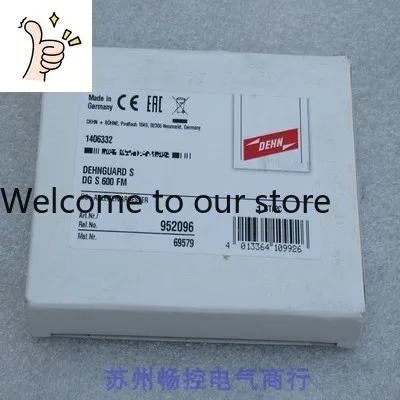 Made in
Germany
CE EAC
DEHN + SÖHNE, Postfach 1640, 92306 Neumarkt, Germany
DEHN
1406332
DEHNGUARD S
DG S 600 FM
Welcome to our store
Art.Nr./
Ref.No. 952096
Mat.Nr. 69579
4 013364 109926
苏州畅控电气商行